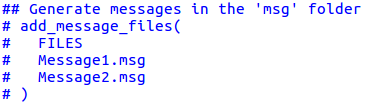 ## Generate messages in the 'msg' folder
# add_message_files(
#   FILES
#   Message1.msg
#   Message2.msg
# )